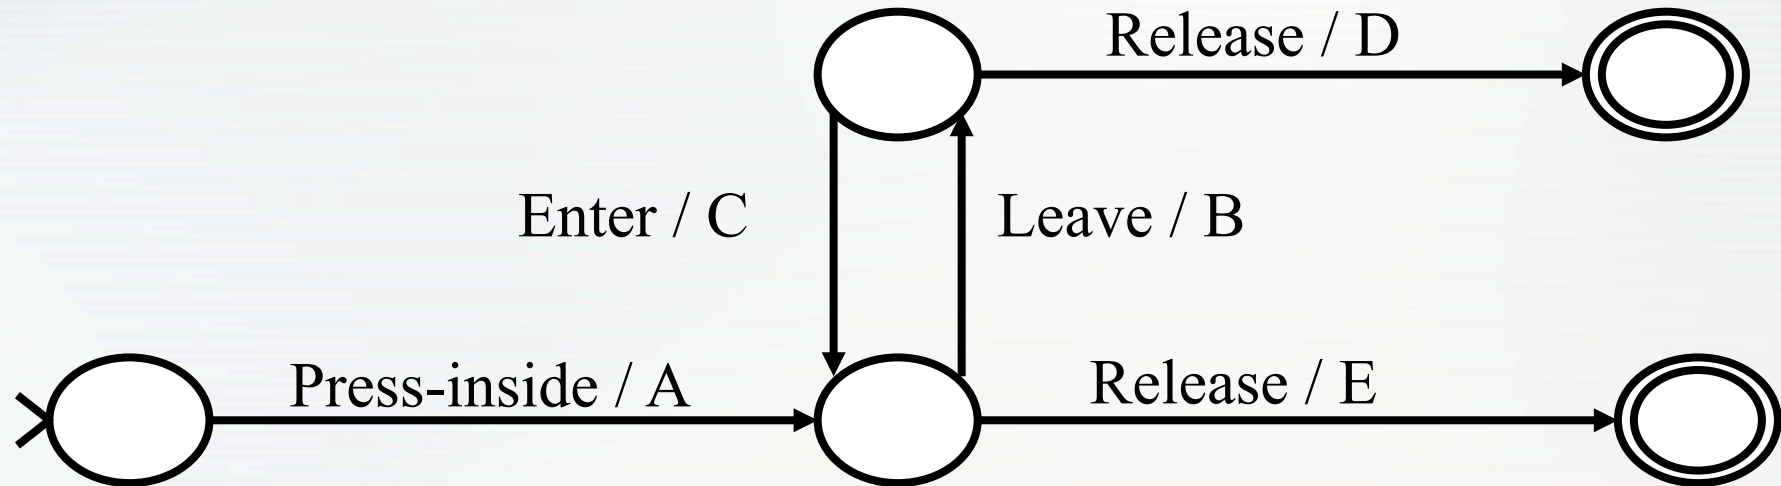 Release / D
Enter / C
Leave / B
Press-inside / A
Release / E